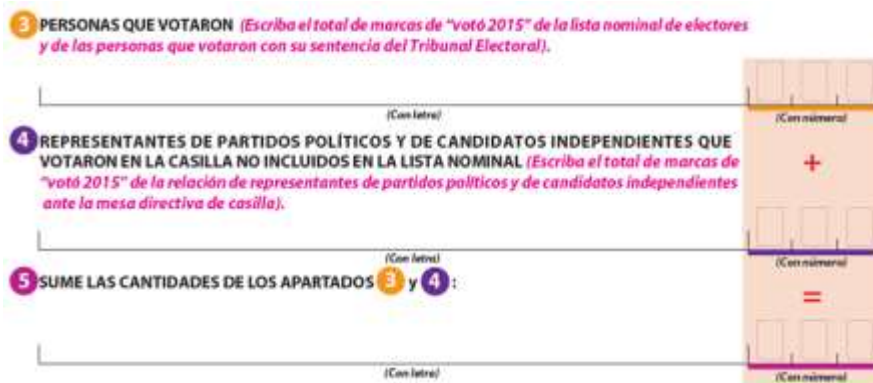 3 PERSONAS QUE VOTARON (Escriba el total de marcas de “votó 2015” de la lista nominal de electores
y de las personas que votaron con su sentencia del Tribunal Electoral).
(Con letra)
(Con número)
4 REPRESENTANTES DE PARTIDOS POLÍTICOS Y DE CANDIDATOS INDEPENDIENTES QUE
VOTARON EN LA CASILLA NO INCLUIDOS EN LA LISTA NOMINAL (Escriba el total de marcas de
“votó 2015” de la relación de representantes de partidos políticos y de candidatos independientes
ante la mesa directiva de casilla).
+
(Con letra)
(Con número)
5 SUME LAS CANTIDADES DE LOS APARTADOS 3 y 4 :
=
(Con letra)
(Con número)